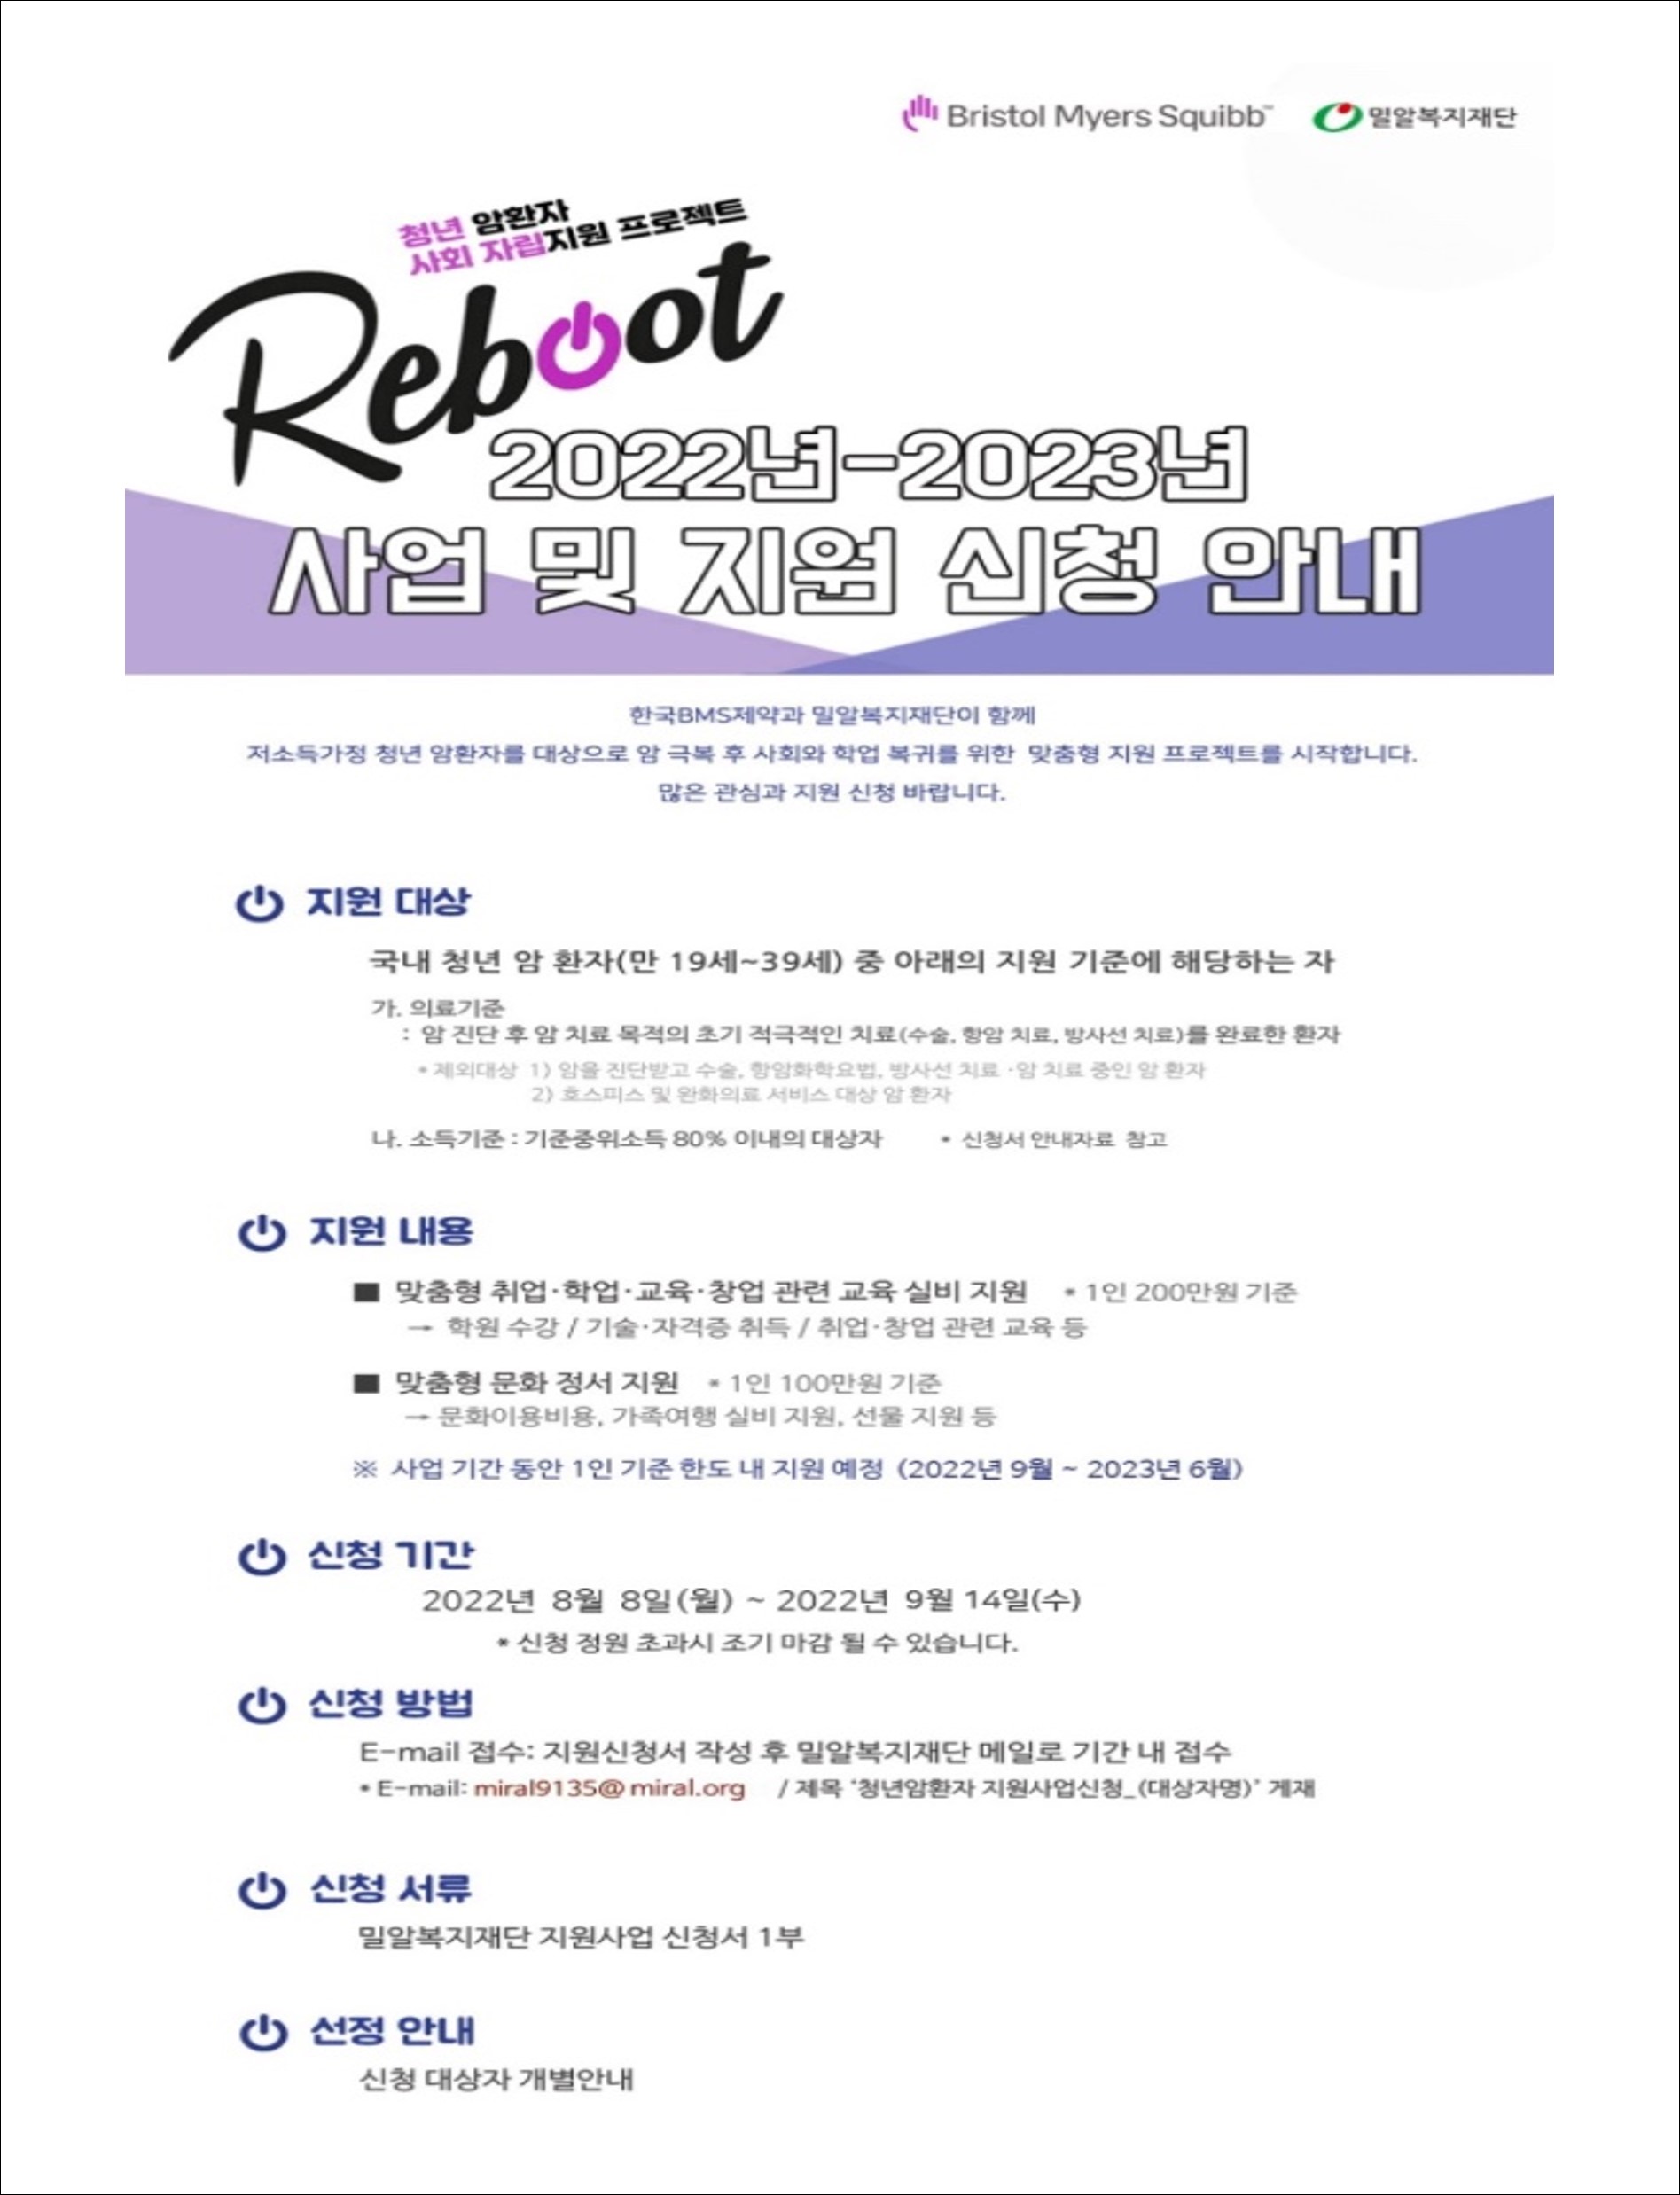 Bristol Myers Squibb™ 밀알복지재단
청년 암환자
사회 자립지원 프로젝트
Reboot
2022년-2023년
사업 및 지원 신청 안내
한국BMS제약과 밀알복지재단이 함께
저소득가정 청년 암환자를 대상으로 암 극복 후 사회와 학업 복귀를 위한 맞춤형 지원 프로젝트를 시작합니다.
많은 관심과 지원 신청 바랍니다.
지원 대상
국내 청년 암 환자(만 19세~39세) 중 아래의 지원 기준에 해당하는 자
가. 의료기준
: 암 진단 후 암 치료 목적의 초기 적극적인 치료(수술, 항암 치료, 방사선 치료)를 완료한 환자
* 제외대상 1) 암을 진단받고 수술, 항암화학요법, 방사선 치료 ·암 치료 중인 암 환자
2) 호스피스 및 완화의료 서비스 대상 암 환자
나. 소득기준 : 기준중위소득 80% 이내의 대상자 * 신청서 안내자료 참고
지원 내용
■ 맞춤형 취업·학업·교육·창업 관련 교육 실비 지원 * 1인 200만원 기준
→ 학원 수강 / 기술·자격증 취득 / 취업·창업 관련 교육 등
■ 맞춤형 문화 정서 지원 * 1인 100만원 기준
→ 문화이용비용, 가족여행 실비 지원, 선물 지원 등
※ 사업 기간 동안 1인 기준 한도 내 지원 예정 (2022년 9월 ~ 2023년 6월)
신청 기간
2022년 8월 8일(월) ~ 2022년 9월 14일(수)
* 신청 정원 초과시 조기 마감 될 수 있습니다.
신청 방법
E-mail 접수: 지원신청서 작성 후 밀알복지재단 메일로 기간 내 접수
* E-mail: miral9135@miral.org / 제목 '청년암환자 지원사업신청_(대상자명)' 게재
신청 서류
밀알복지재단 지원사업 신청서 1부
선정 안내
신청 대상자 개별안내